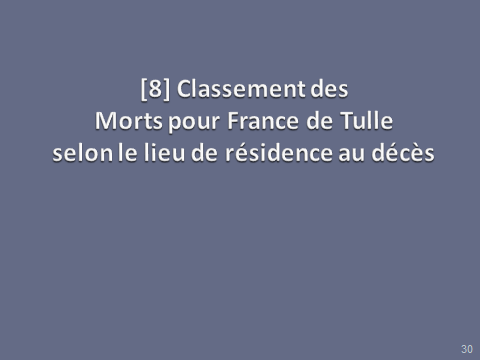 [8] Classement des
Morts pour France de Tulle
selon le lieu de résidence au décès
30